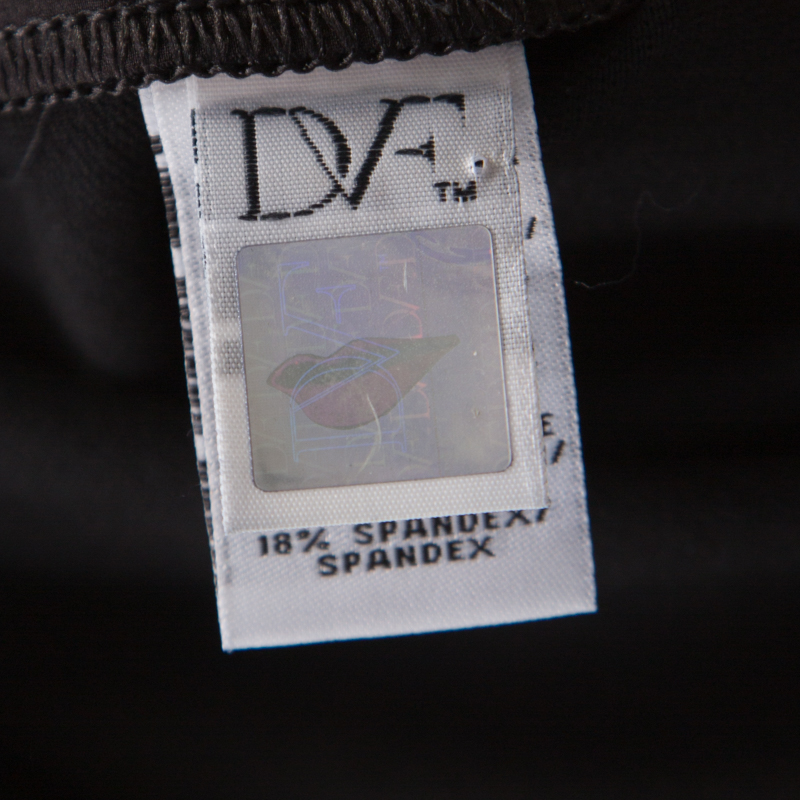 DVF
TM
E
/
18% SPANDEX/
SPANDEX